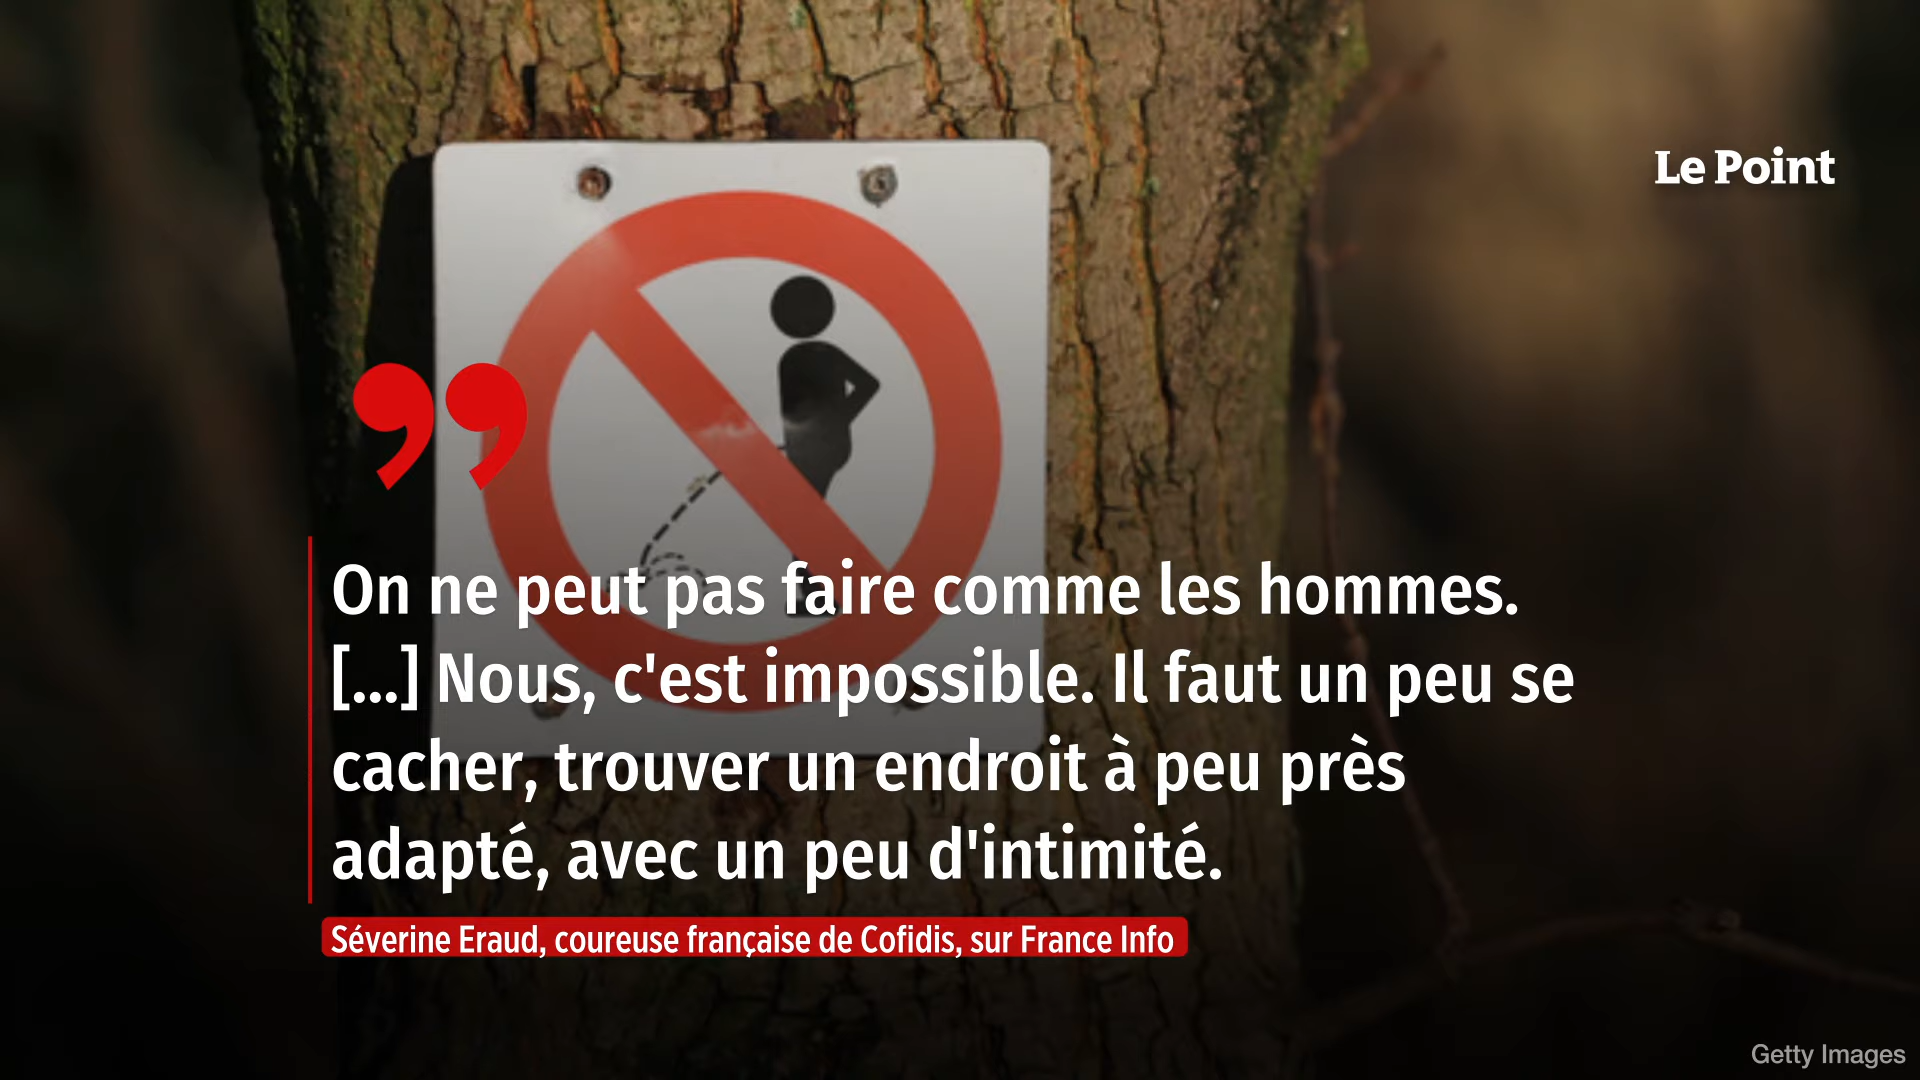 Le Point
On ne peut pas faire comme les hommes.
[...] Nous, c'est impossible. Il faut un peu se
cacher, trouver un endroit à peu près
adapté, avec un peu d'intimité.
Séverine Eraud, coureuse française de Cofidis, sur France Info
Getty Images